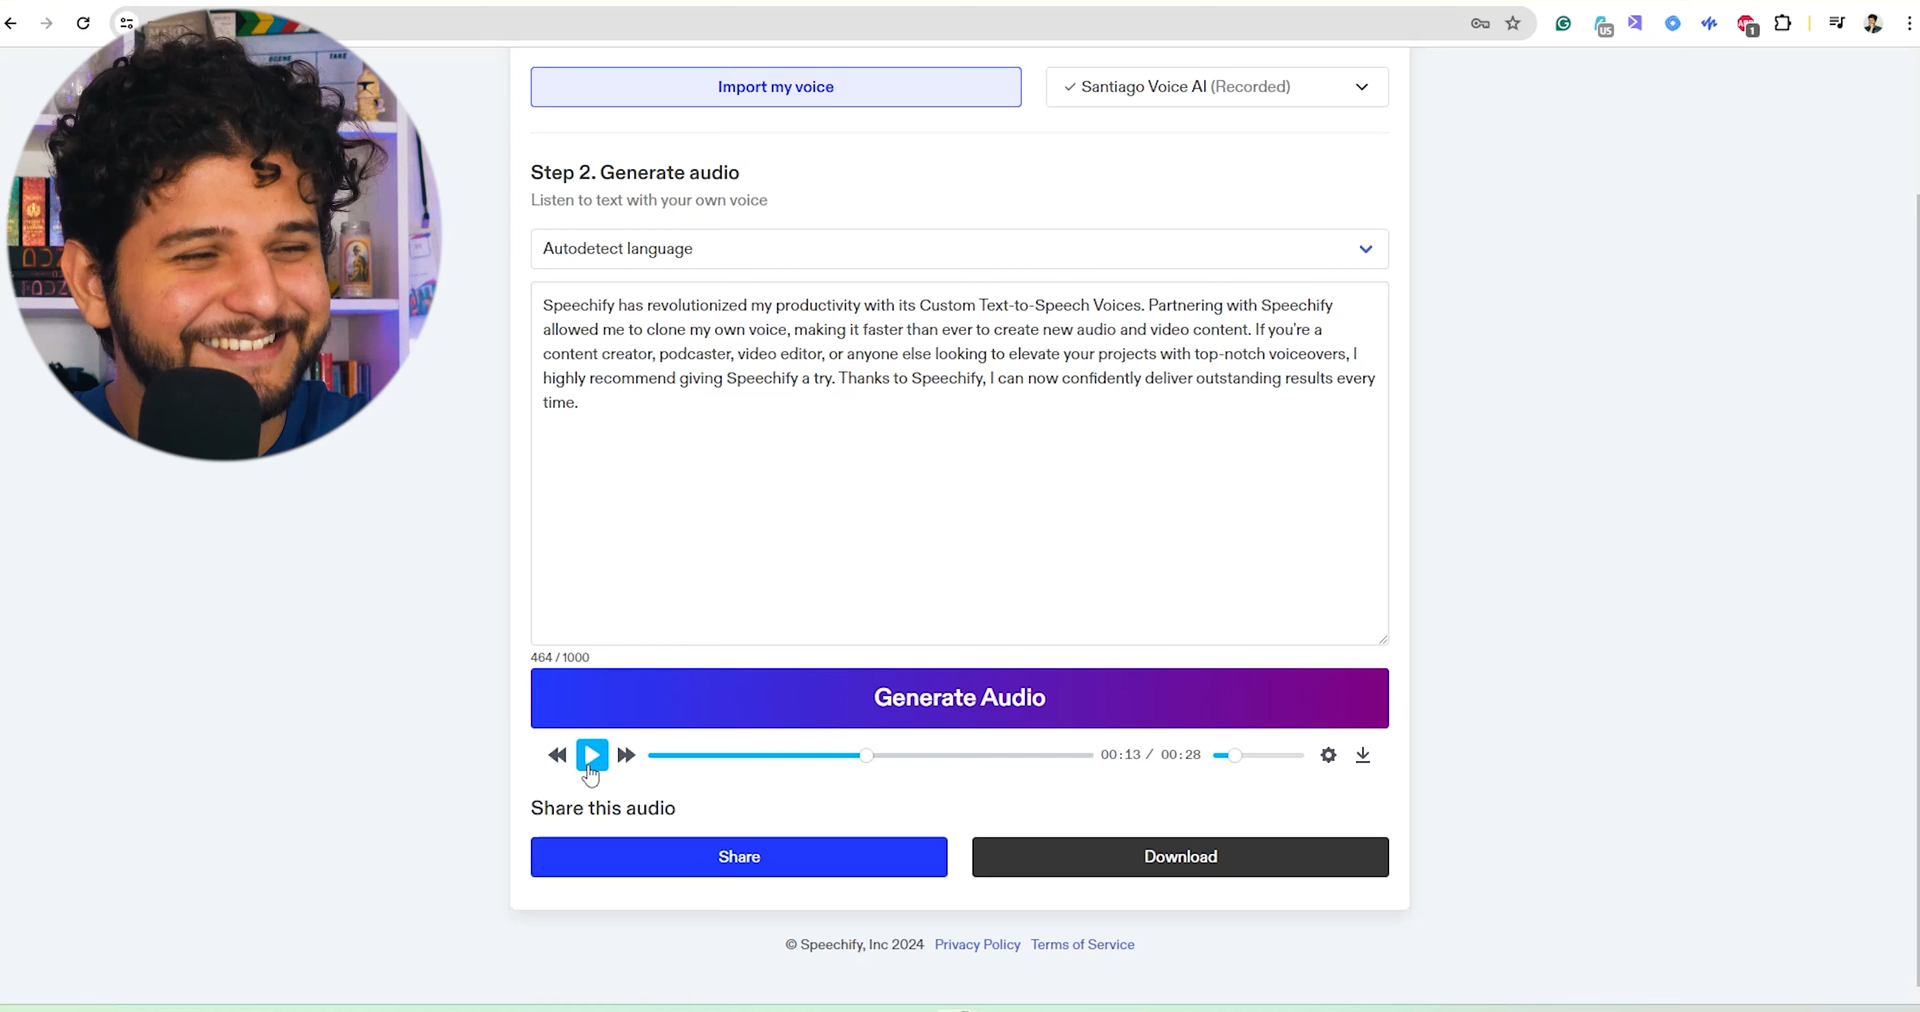 US
1
Import my voice
Santiago Voice AI (Recorded)
Step 2. Generate audio
Listen to text with your own voice
Autodetect language
Speechify has revolutionized my productivity with its Custom Text-to-Speech Voices. Partnering with Speechify
allowed me to clone my own voice, making it faster than ever to create new audio and video content. If you're a
content creator, podcaster, video editor, or anyone else looking to elevate your projects with top-notch voiceovers, I
highly recommend giving Speechify a try. Thanks to Speechify, I can now confidently deliver outstanding results every
time.
464 / 1000
Generate Audio
00:13 / 00:28
Share this audio
Share
Download
© Speechify, Inc 2024 Privacy Policy Terms of Service